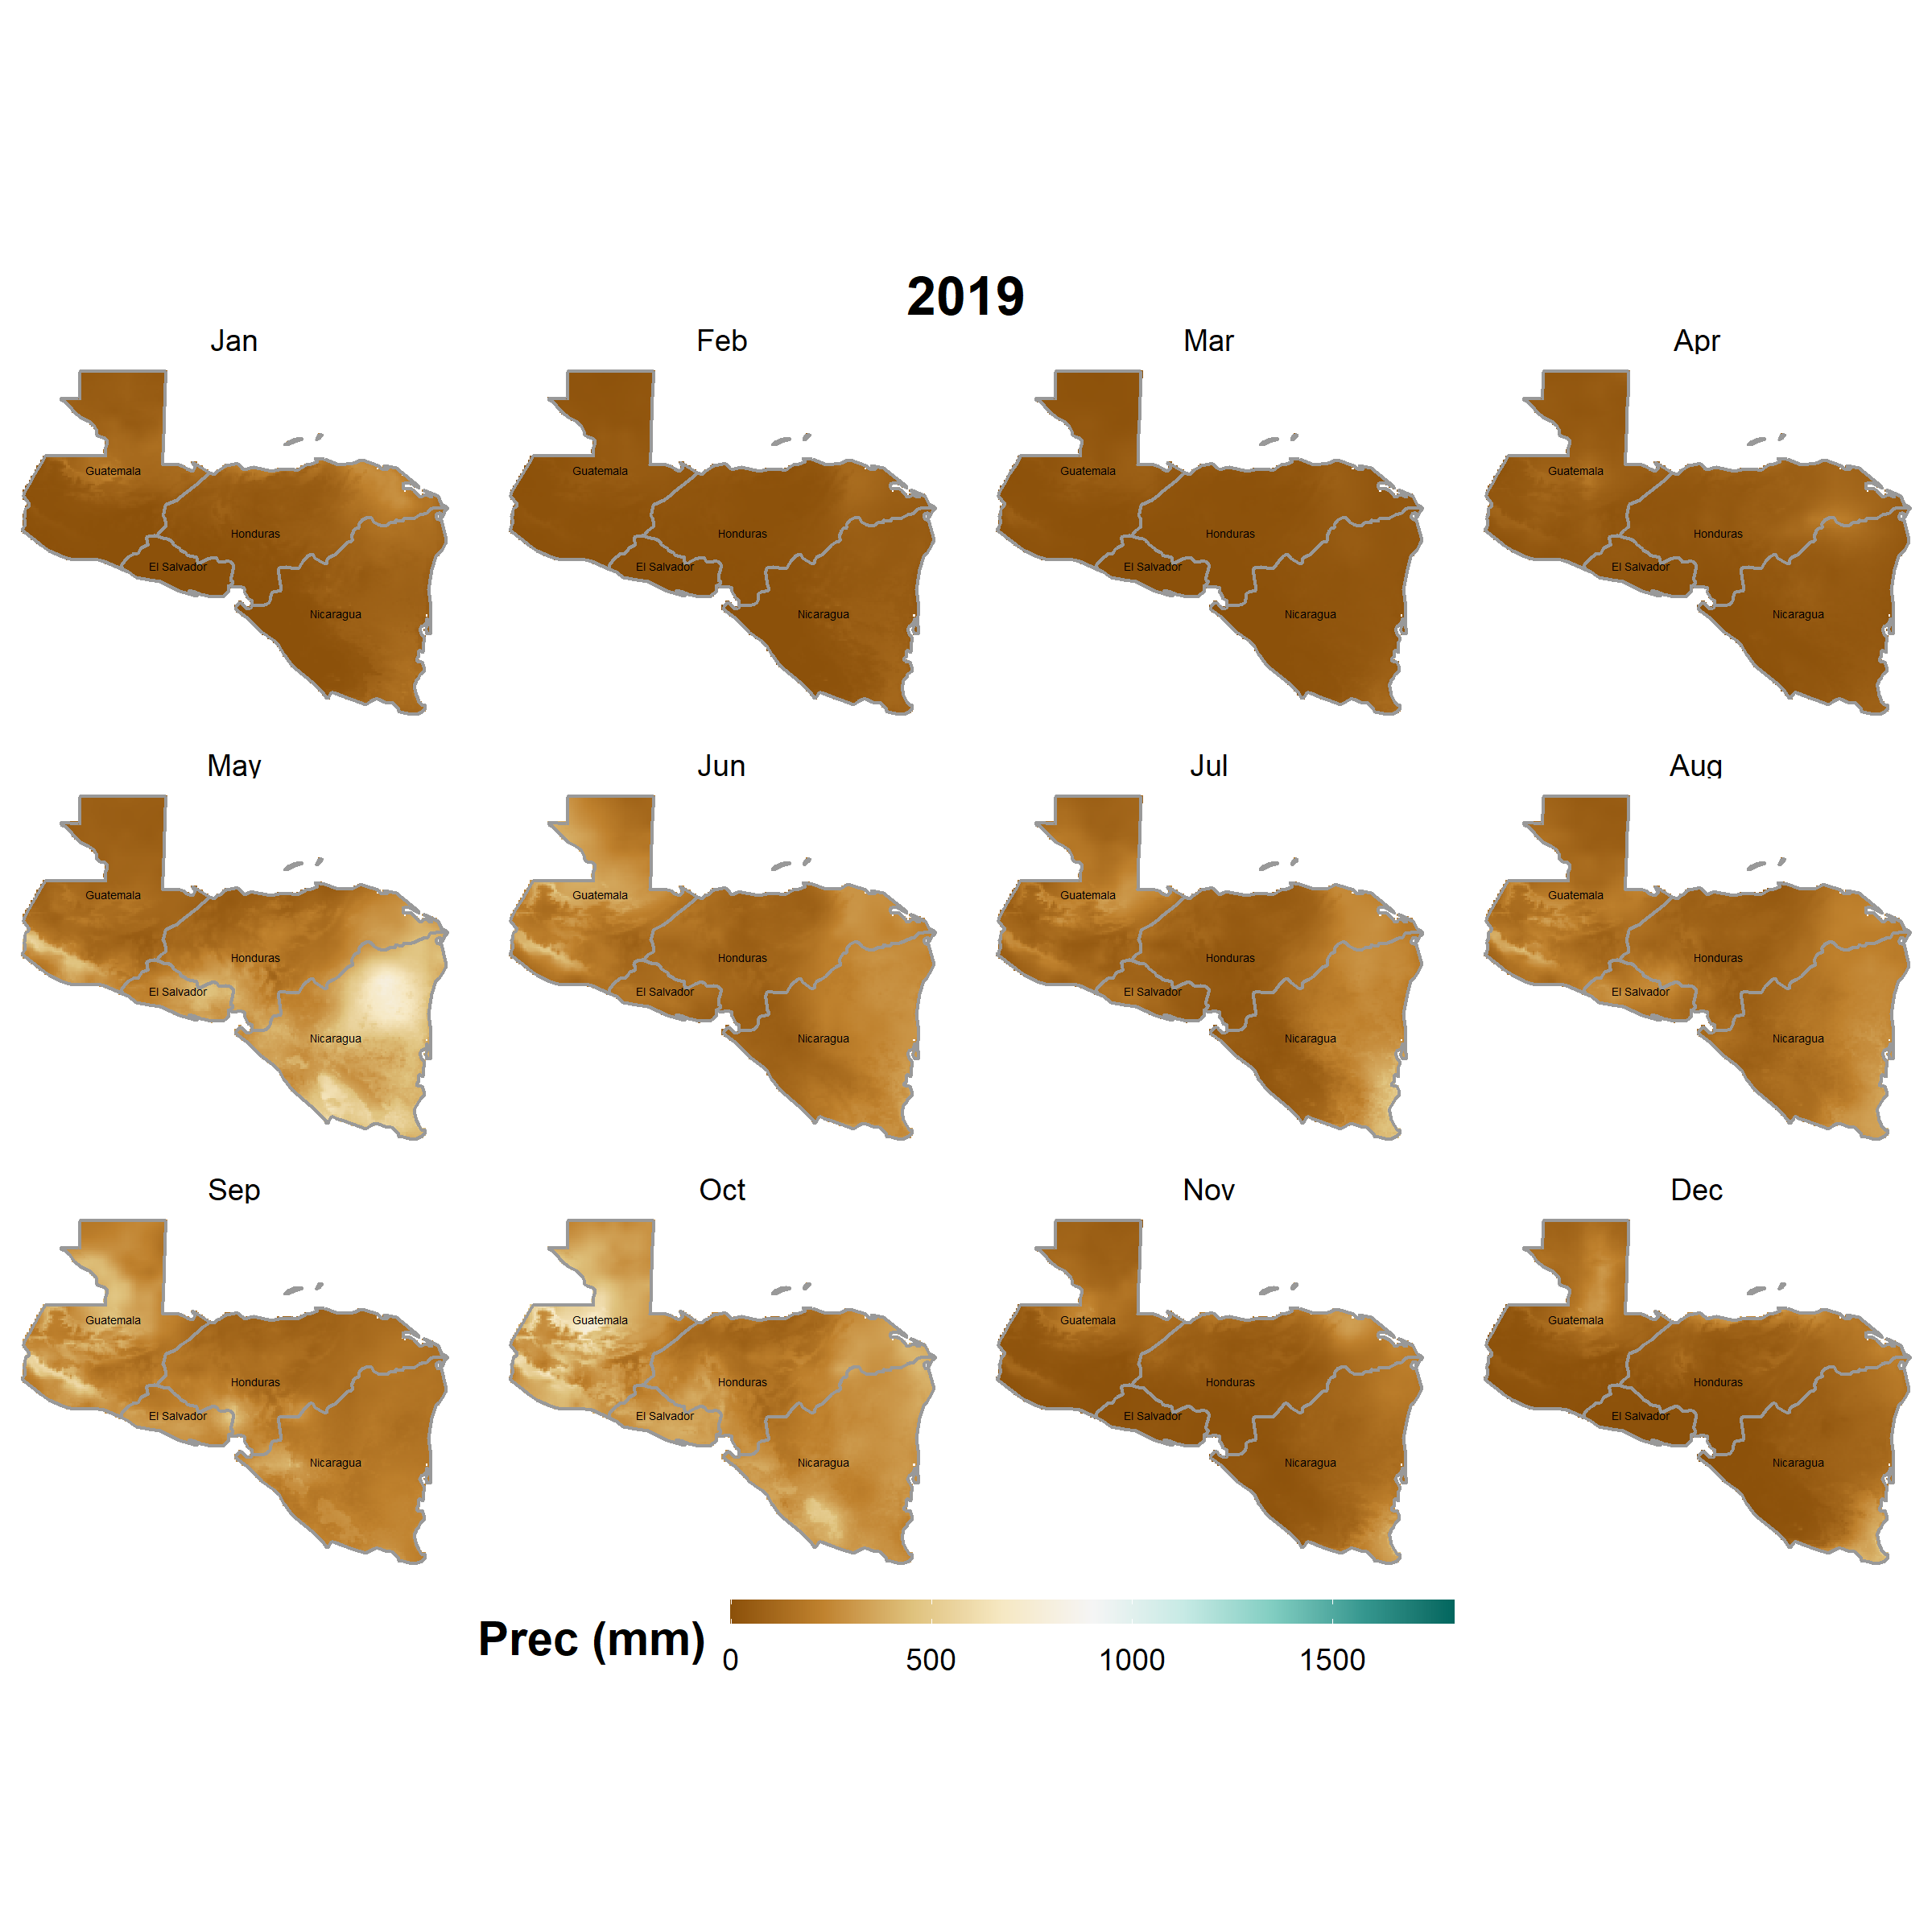 2019
Jan Feb Mar Apr
Guatemala Guatemala Guatemala Guatemala
Honduras Honduras Honduras Honduras
El Salvador El Salvador El Salvador El Salvador
Nicaragua Nicaragua Nicaragua Nicaragua
May Jun Jul Aug
Guatemala Guatemala Guatemala Guatemala
Honduras Honduras Honduras Honduras
El Salvador El Salvador El Salvador El Salvador
Nicaragua Nicaragua Nicaragua Nicaragua
Sep Oct Nov Dec
Guatemala Guatemala Guatemala Guatemala
Honduras Honduras Honduras Honduras
El Salvador El Salvador El Salvador El Salvador
Nicaragua Nicaragua Nicaragua Nicaragua
Prec (mm)
0 500 1000 1500